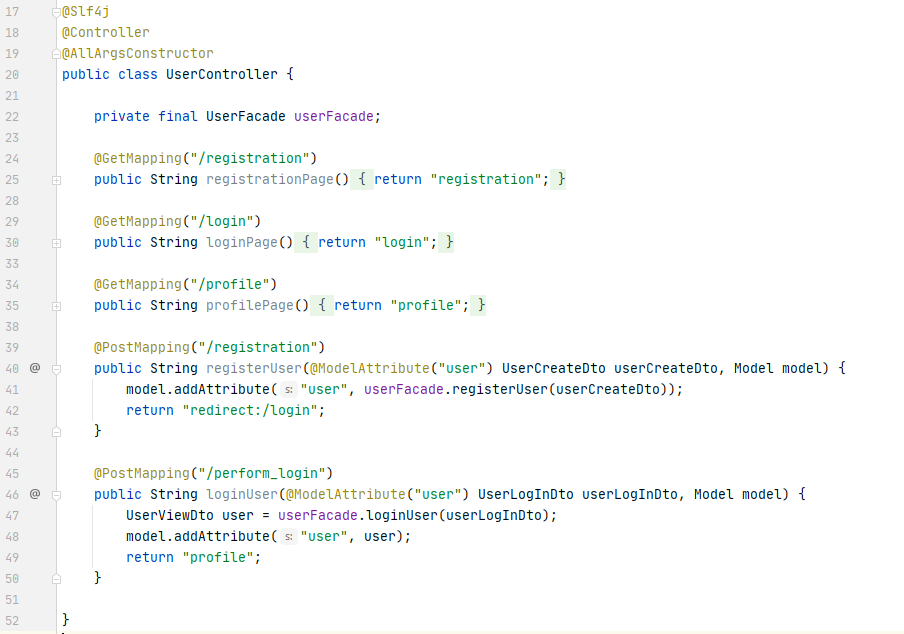 17 @Slf4j
18 @Controller
19 @AllArgsConstructor
20 public class UserController {
21
22     private final UserFacade userFacade;
23
24     @GetMapping("/registration")
25     public String registrationPage() { return "registration"; }
28
29     @GetMapping("/login")
30     public String loginPage() { return "login"; }
33
34     @GetMapping("/profile")
35     public String profilePage() { return "profile"; }
38
39     @PostMapping("/registration")
40 @     public String registerUser(@ModelAttribute("user") UserCreateDto userCreateDto, Model model) {
41         model.addAttribute( s: "user", userFacade.registerUser(userCreateDto));
42         return "redirect:/login";
43     }
44
45     @PostMapping("/perform_login")
46 @     public String loginUser(@ModelAttribute("user") UserLogInDto userLogInDto, Model model) {
47         UserViewDto user = userFacade.loginUser(userLogInDto);
48         model.addAttribute( s: "user", user);
49         return "profile";
50     }
51
52 }